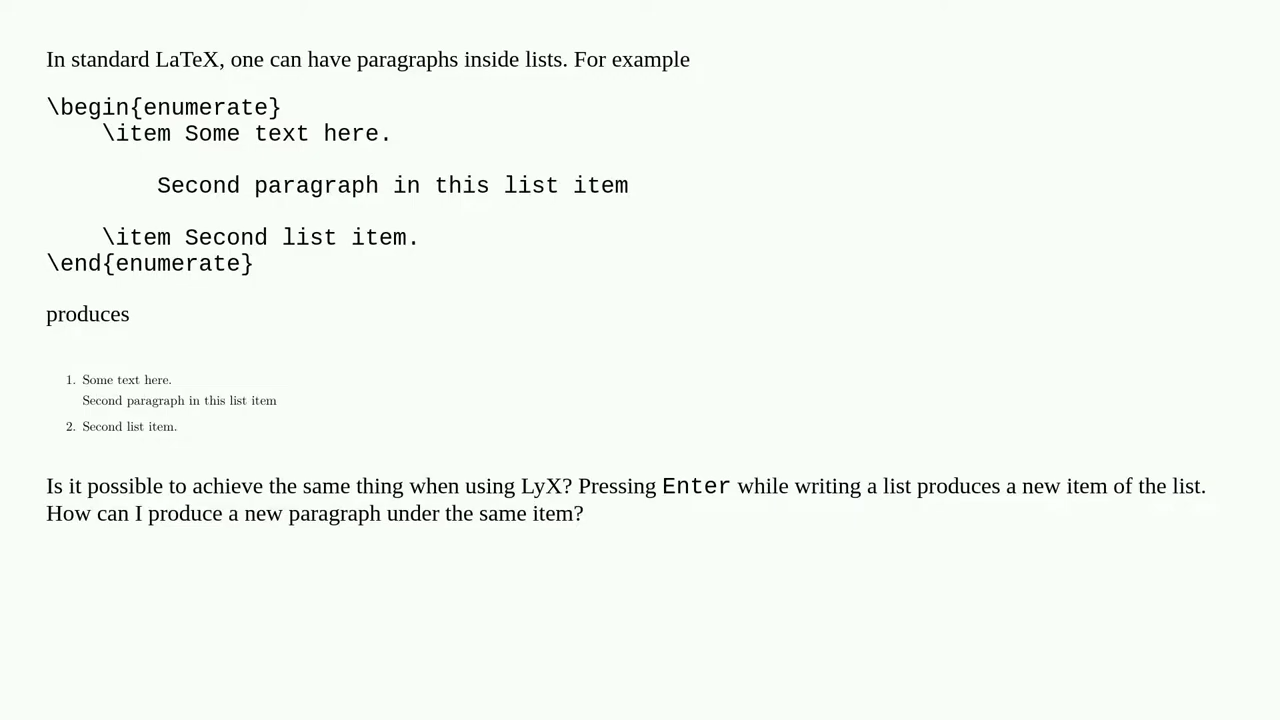 In standard LaTeX, one can have paragraphs inside lists. For example
\begin{enumerate}
\item Some text here.
Second paragraph in this list item
\item Second list item.
\end{enumerate}
produces
1. Some text here.
Second paragraph in this list item
2. Second list item.
Is it possible to achieve the same thing when using LyX? Pressing Enter while writing a list produces a new item of the list.
How can I produce a new paragraph under the same item?